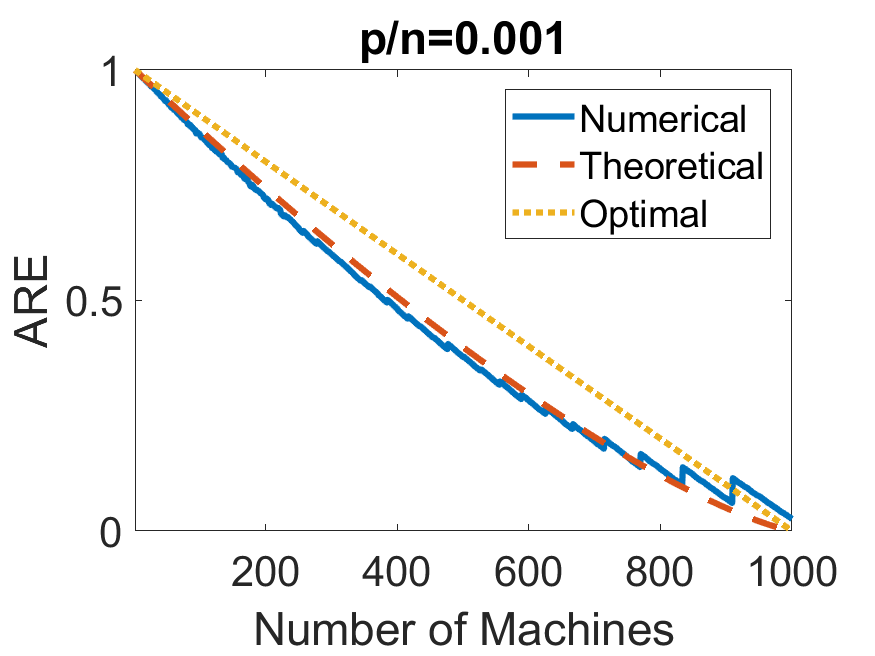 p/n=0.001
Numerical
Theoretical
Optimal
ARE
1
0.5
0
200 400 600 800 1000
Number of Machines